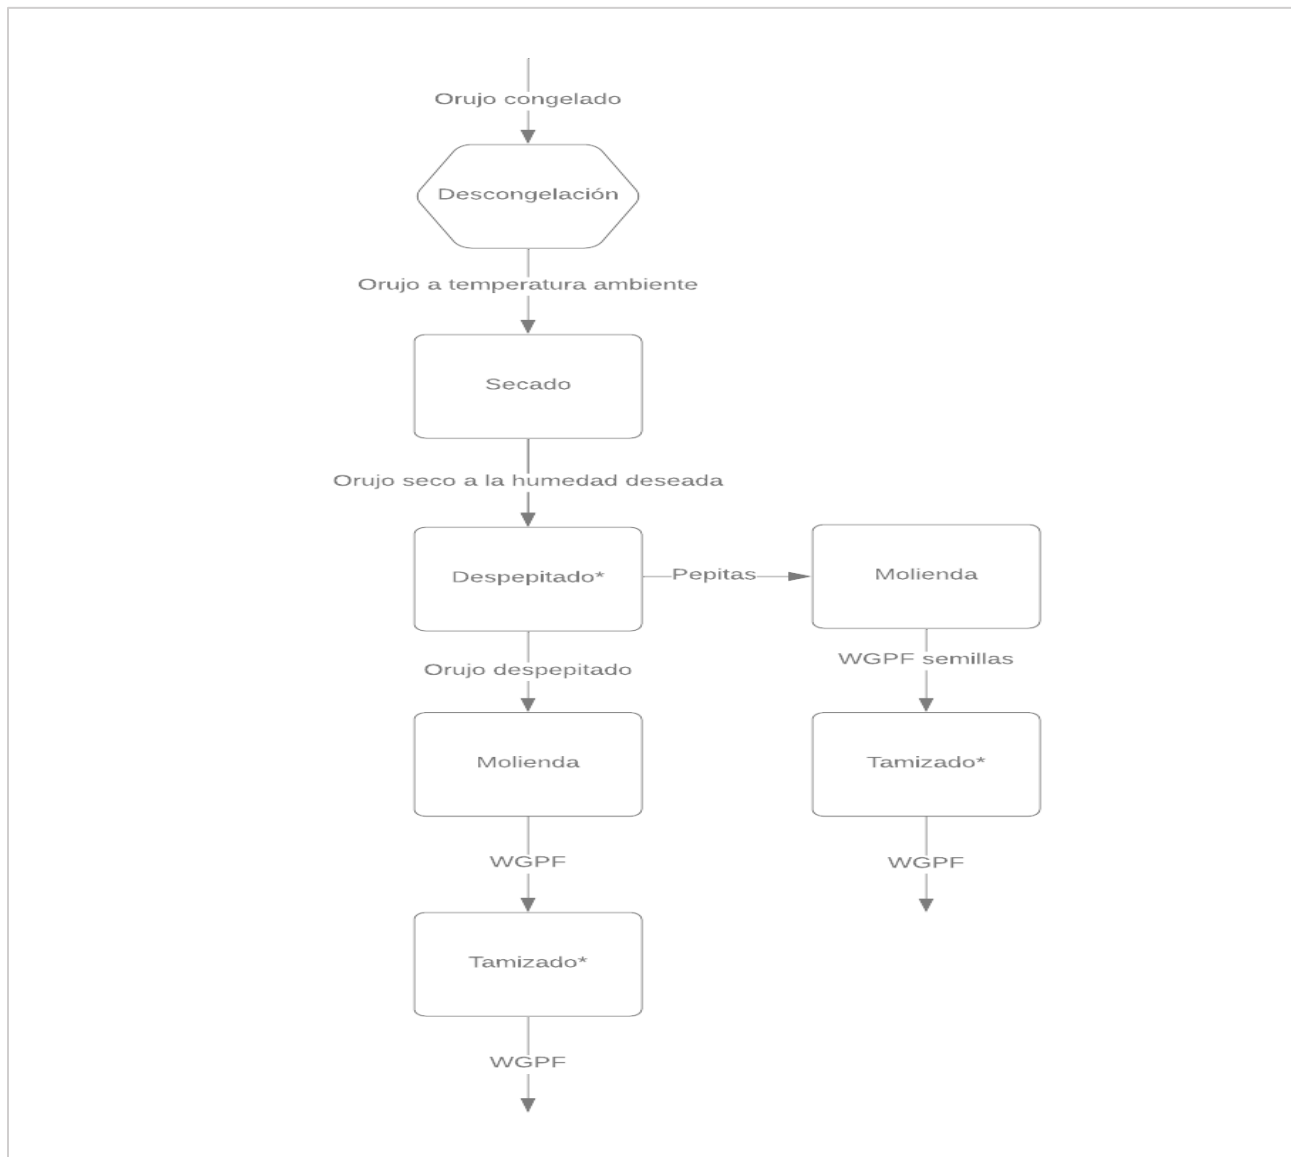 Orujo congelado
Descongelación
Orujo a temperatura ambiente
Secado
Orujo seco a la humedad deseada
Despepitado*
Pepitas
Molienda
Orujo despepitado
WGPF semillas
Molienda
Tamizado*
WGPF
WGPF
Tamizado*
WGPF